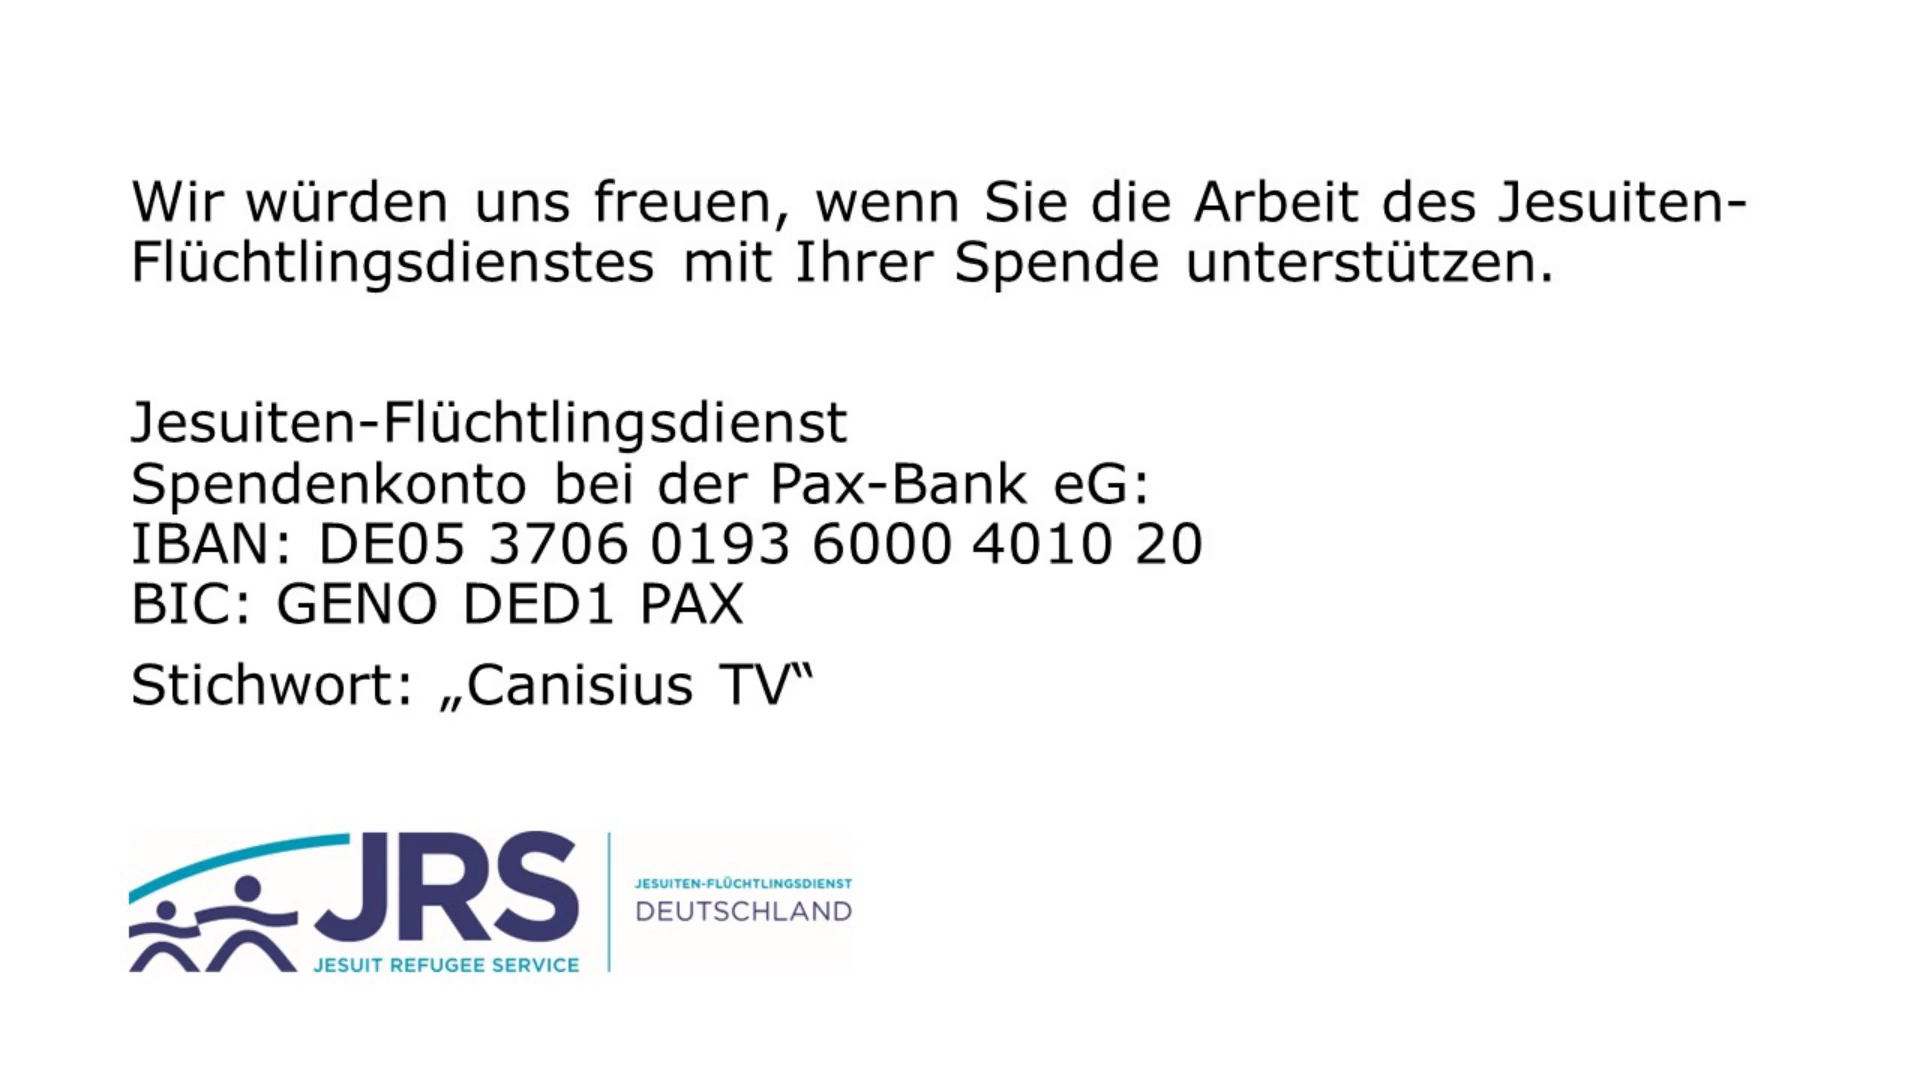 Wir würden uns freuen, wenn Sie die Arbeit des Jesuiten-
Flüchtlingsdienstes mit Ihrer Spende unterstützen.
Jesuiten-Flüchtlingsdienst
Spendenkonto bei der Pax-Bank eG:
IBAN: DE05 3706 0193 6000 4010 20
BIC: GENO DED1 PAX
Stichwort: „Canisius TV“
JRS
JESUIT REFUGEE SERVICE
JESUITEN-FLÜCHTLINGSDIENST
DEUTSCHLAND